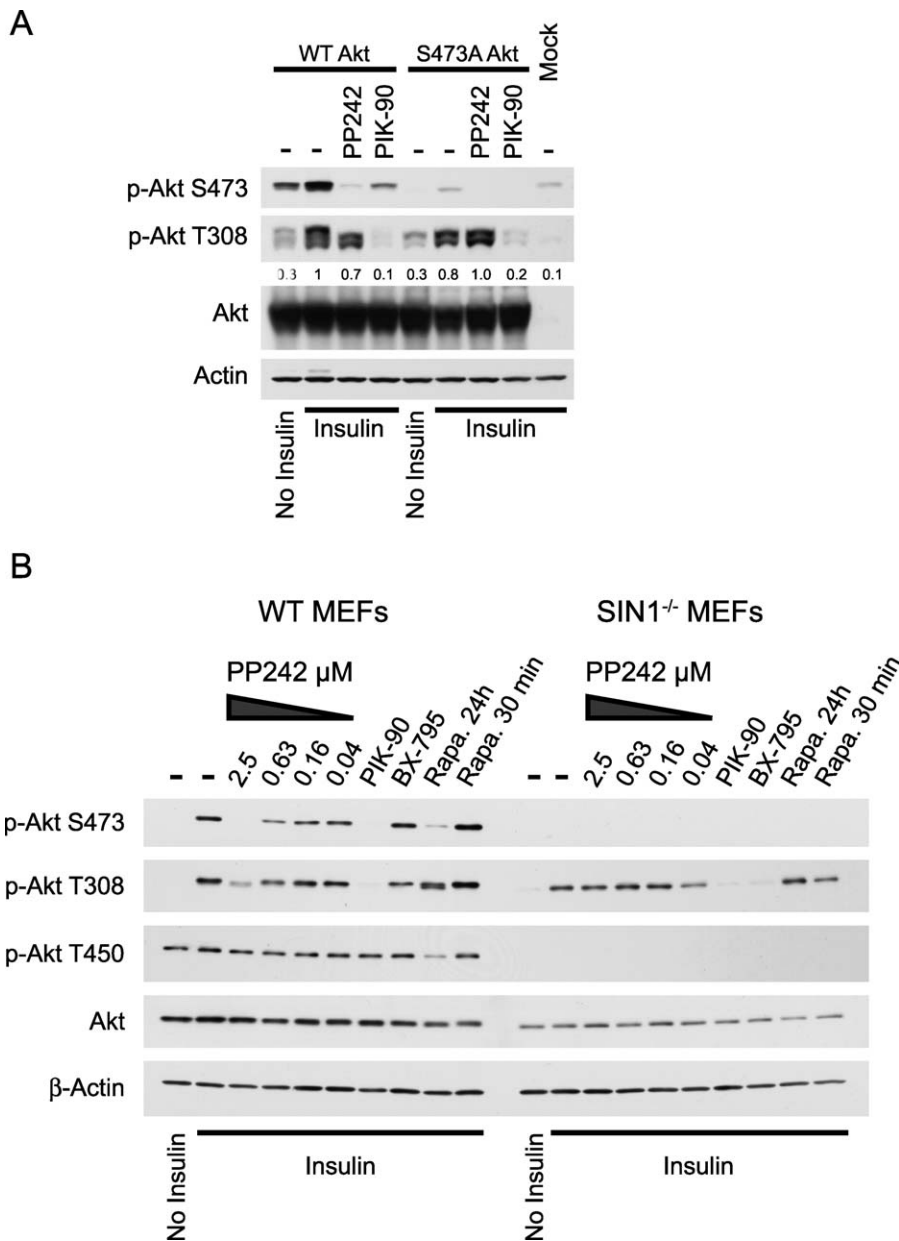 A
WT Akt S473A Akt Mock
- - PP242 PIK-90 - - PP242 PIK-90 -
p-Akt S473
p-Akt T308
0.3 1 0.7 0.1 0.3 0.8 1.0 0.2 0.1
Akt
Actin
No Insulin Insulin No Insulin Insulin
B
WT MEFs SIN1-/- MEFs
PP242 µM PP242 µM
- - 2.5 0.63 0.16 0.04 PIK-90 BX-795 Rapa. 24h Rapa. 30 min - - 2.5 0.63 0.16 0.04 PIK-90 BX-795 Rapa. 24h Rapa. 30 min
p-Akt S473
p-Akt T308
p-Akt T450
Akt
β-Actin
No Insulin Insulin No Insulin Insulin